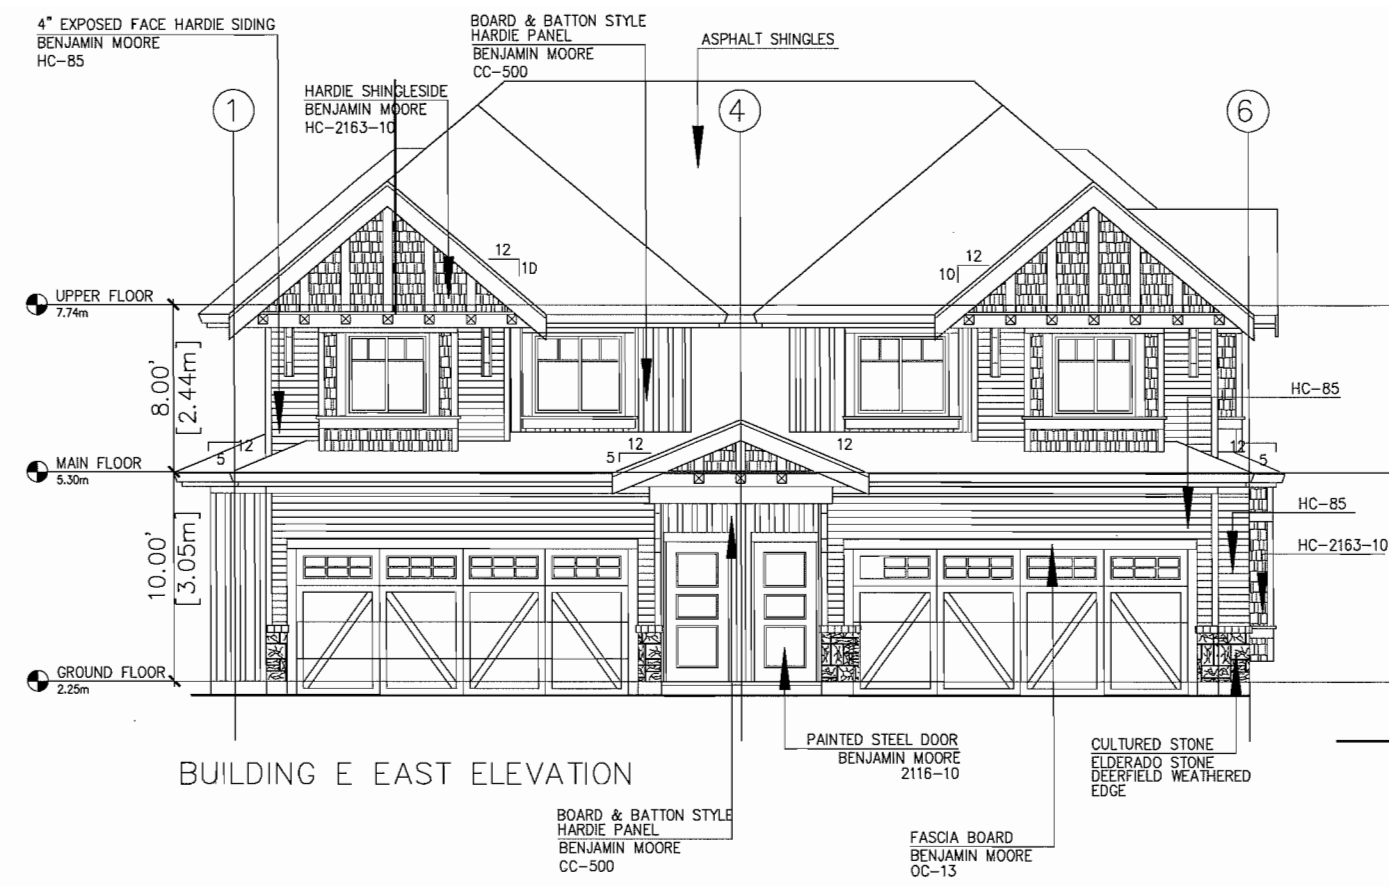 4" EXPOSED FACE HARDIE SIDING
BENJAMIN MOORE
HC-85
BOARD & BATTON STYLE
HARDIE PANEL
BENJAMIN MOORE
CC-500
ASPHALT SHINGLES
HARDIE SHINGLESIDE
BENJAMIN MOORE
HC-2163-10
1
4
6
12
10
12
10
UPPER FLOOR
7.74m
8.00'
[2.44m]
HC-85
12
5
12
5
12
12
5
MAIN FLOOR
5.30m
10.00'
[3.05m]
HC-85
HC-2163-10
GROUND FLOOR
2.25m
PAINTED STEEL DOOR
BENJAMIN MOORE
2116-10
CULTURED STONE
ELDERADO STONE
DEERFIELD WEATHERED
EDGE
BUILDING E EAST ELEVATION
BOARD & BATTON STYLE
HARDIE PANEL
BENJAMIN MOORE
CC-500
FASCIA BOARD
BENJAMIN MOORE
OC-13